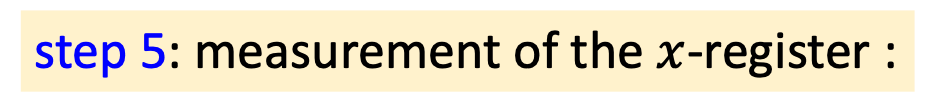 step 5: measurement of the x-register :